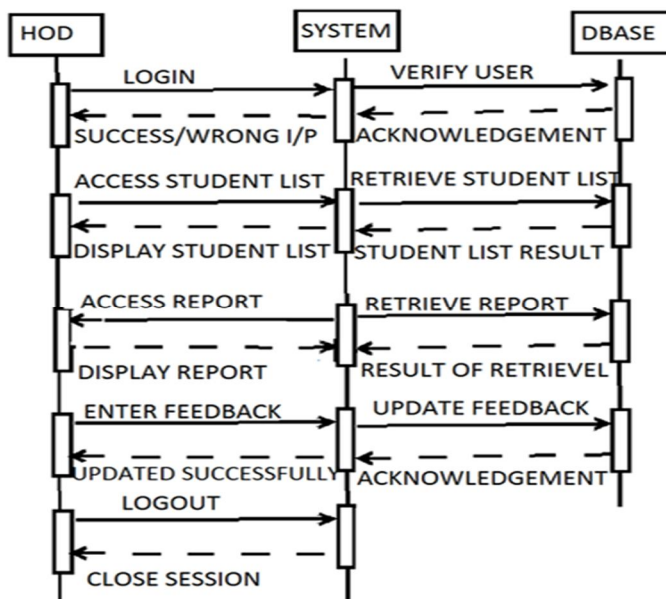 HOD
SYSTEM
DBASE
LOGIN
VERIFY USER
SUCCESS/WRONG I/P
ACKNOWLEDGEMENT
ACCESS STUDENT LIST
RETRIEVE STUDENT LIST
DISPLAY STUDENT LIST
STUDENT LIST RESULT
ACCESS REPORT
RETRIEVE REPORT
DISPLAY REPORT
RESULT OF RETRIEVEL
ENTER FEEDBACK
UPDATE FEEDBACK
UPDATED SUCCESSFULLY
ACKNOWLEDGEMENT
LOGOUT
CLOSE SESSION